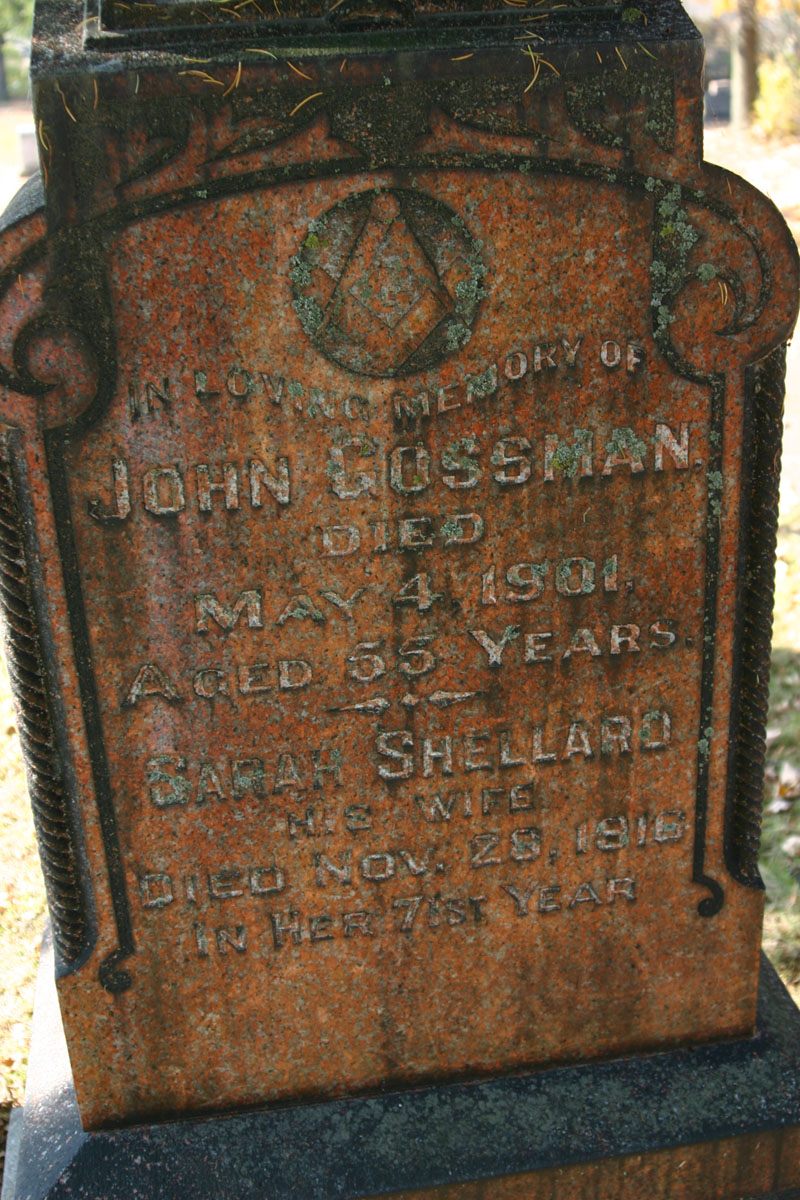 G
IN LOVING MEMORY OF
JOHN GOSSMAN.
DIED
MAY 4, 1901.
AGED 55 YEARS.
SARAH SHELLARD
HIS WIFE
DIED NOV. 29, 1916
IN HER 71ST YEAR